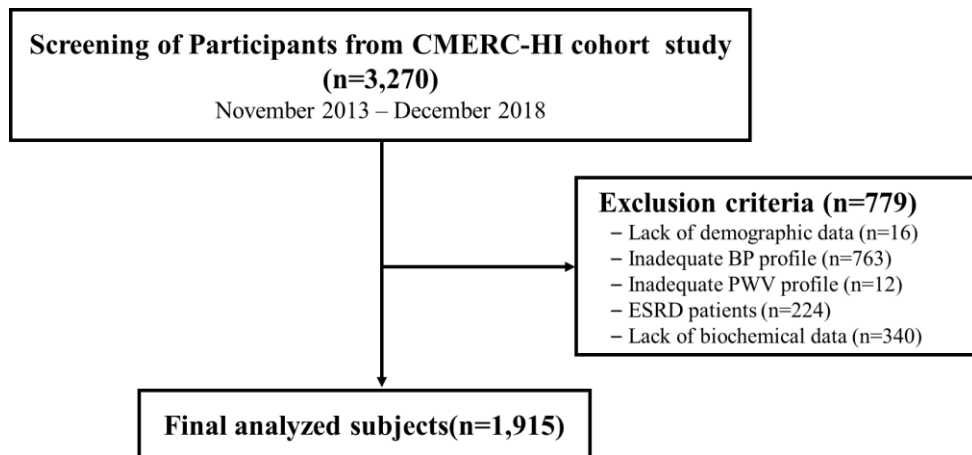 Screening of Participants from CMERC-HI cohort study
(n=3,270)
November 2013 – December 2018
Exclusion criteria (n=779)
– Lack of demographic data (n=16)
– Inadequate BP profile (n=763)
– Inadequate PWV profile (n=12)
– ESRD patients (n=224)
– Lack of biochemical data (n=340)
Final analyzed subjects(n=1,915)